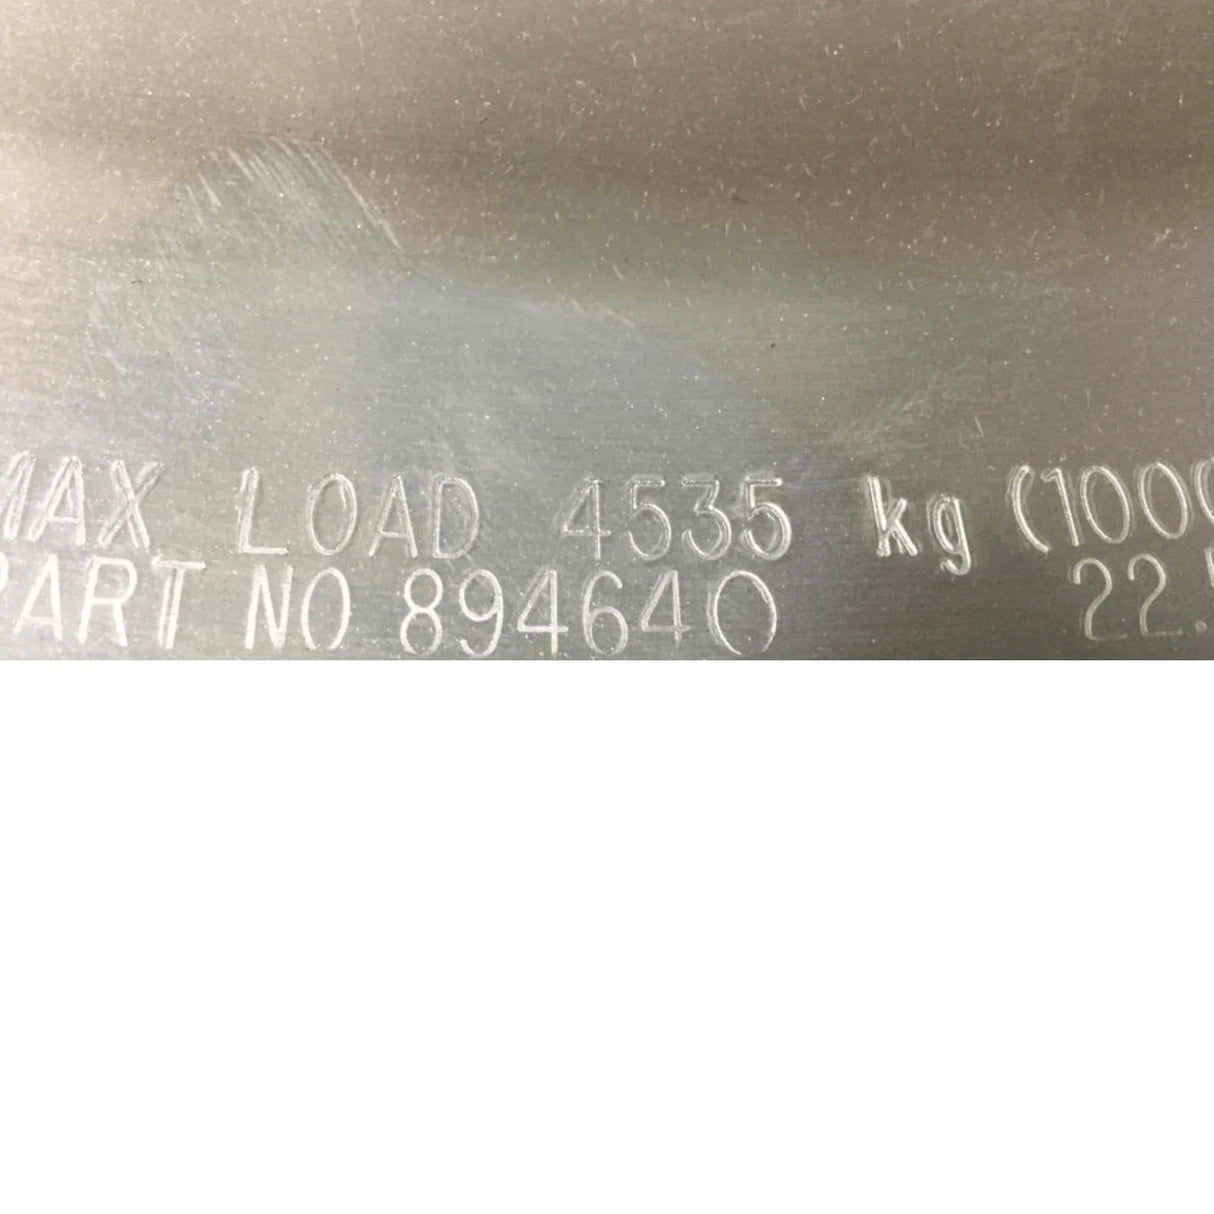 MAX LOAD 4535 kg (1000
PART NO 894640 22.